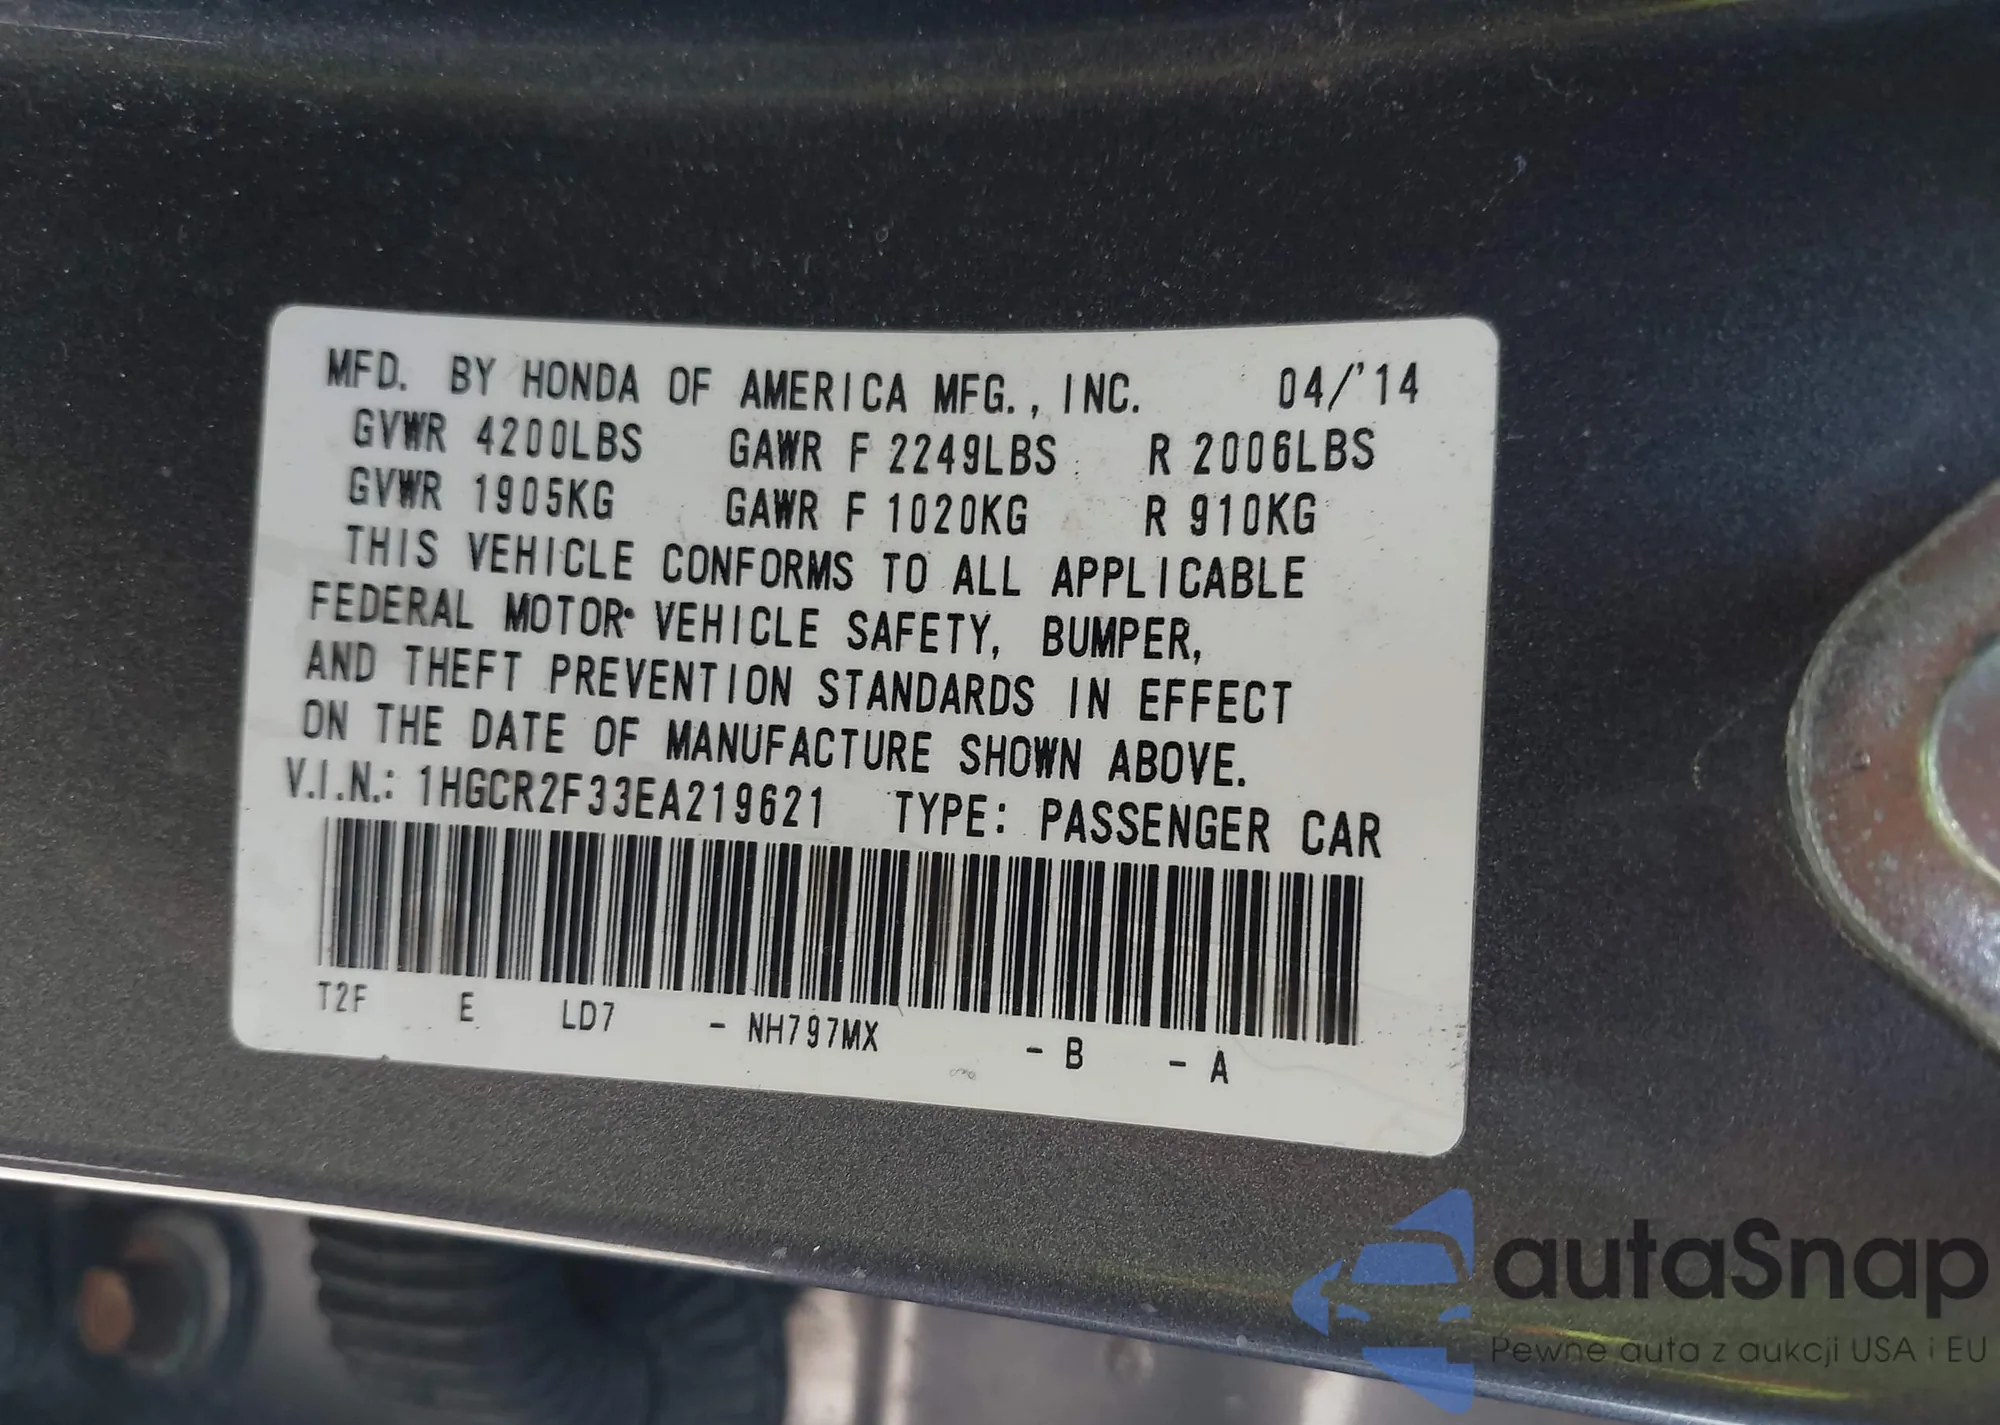 MFD. BY HONDA OF AMERICA MFG., INC. 04/'14
GVWR 4200LBS GAWR F 2249LBS R 2006LBS
GVWR 1905KG GAWR F 1020KG R 910KG
THIS VEHICLE CONFORMS TO ALL APPLICABLE
FEDERAL MOTOR VEHICLE SAFETY, BUMPER,
AND THEFT PREVENTION STANDARDS IN EFFECT
ON THE DATE OF MANUFACTURE SHOWN ABOVE.
V.I.N.: 1HGCR2F33EA219621 TYPE: PASSENGER CAR
T2F E LD7 - NH797MX - B - A
autaSnap
Pewne auta z aukcji USA i EU